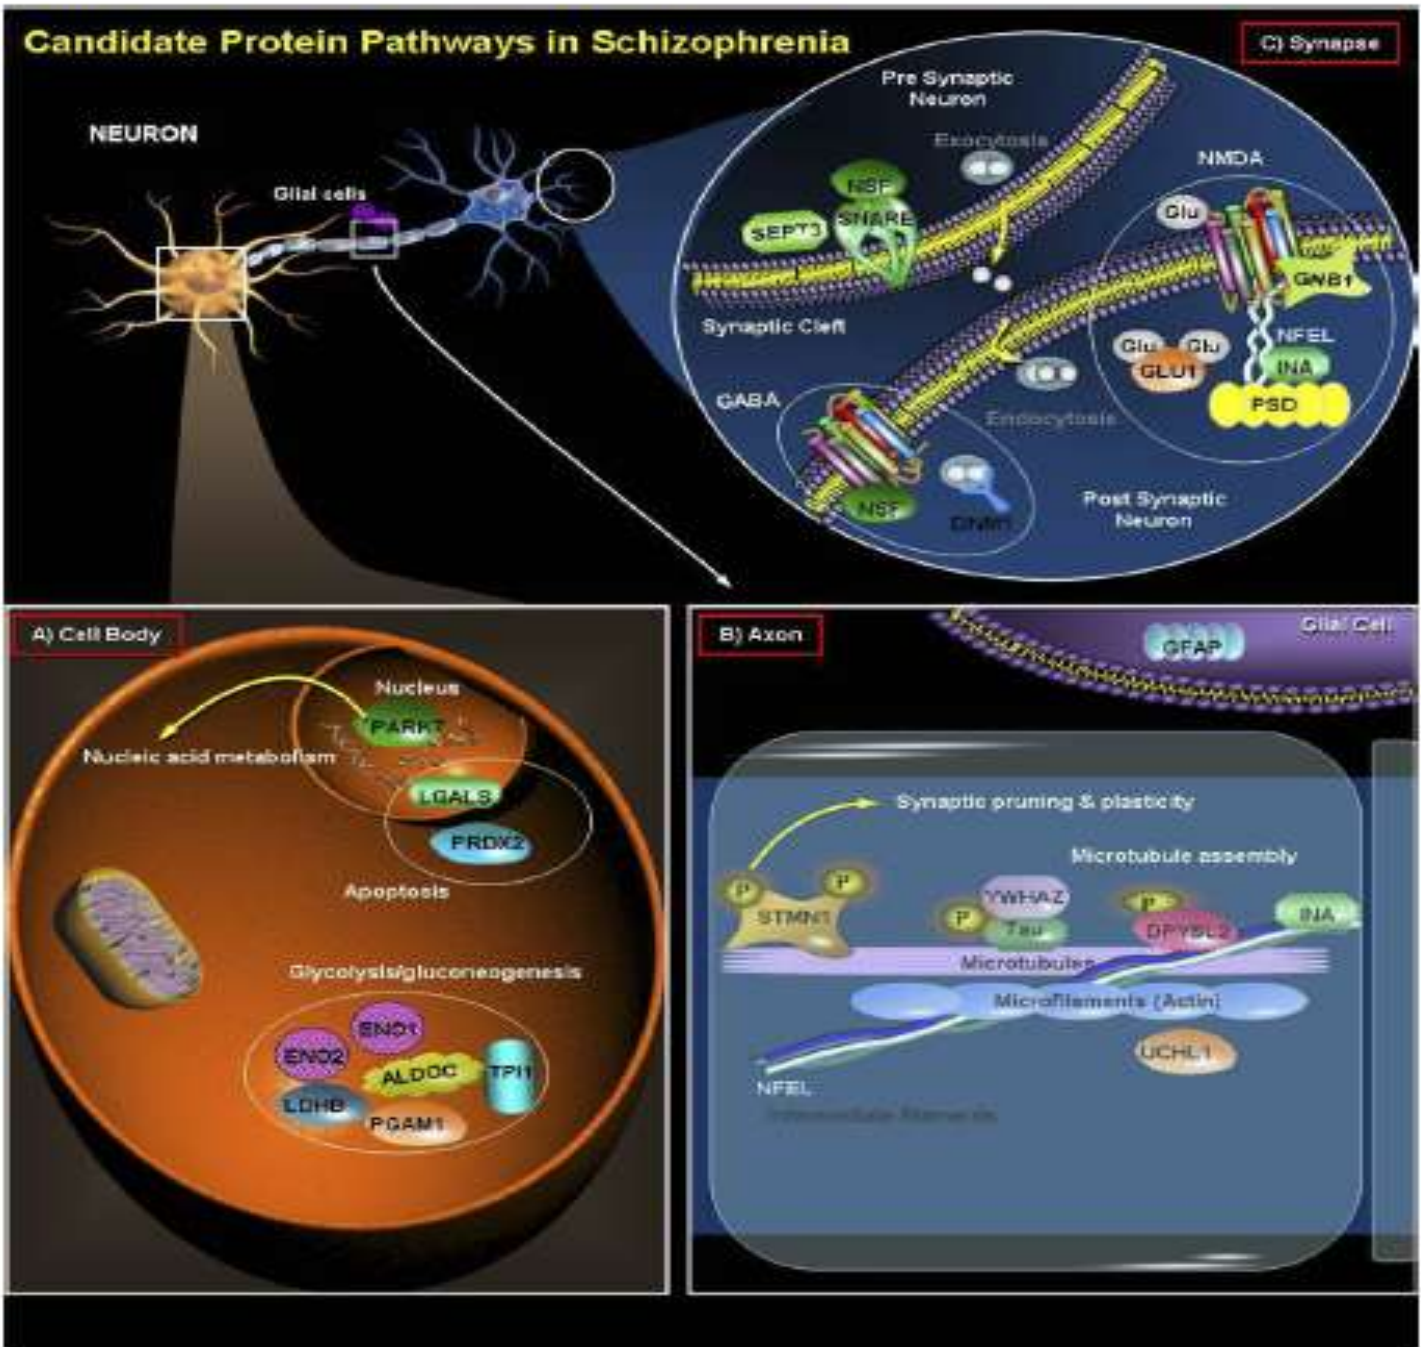 Candidate Protein Pathways in Schizophrenia
C) Synapse
NEURON
Glial cells
Pre Synaptic
Neuron
Exocytosis
NSF
SNARE
SEPT3
Synaptic Cleft
NMDA
Glu
GNB1
NFEL
Glu
Glu
GLU1
INA
PSD
GABA
Endocytosis
NSF
DNM1
Post Synaptic
Neuron
A) Cell Body
Nucleus
PARK7
Nucleic acid metabolism
LGALS
PRDX2
Apoptosis
Glycolysis/gluconeogenesis
ENO1
ENO2
ALDOC
TPI1
LDHB
PGAM1
B) Axon
Glial Cell
GFAP
Synaptic pruning & plasticity
Microtubule assembly
P
P
STMN1
P
YWHAZ
Tau
P
DPYSL2
INA
Microtubules
Microfilaments (Actin)
UCHL1
NFEL
Intermediate filaments